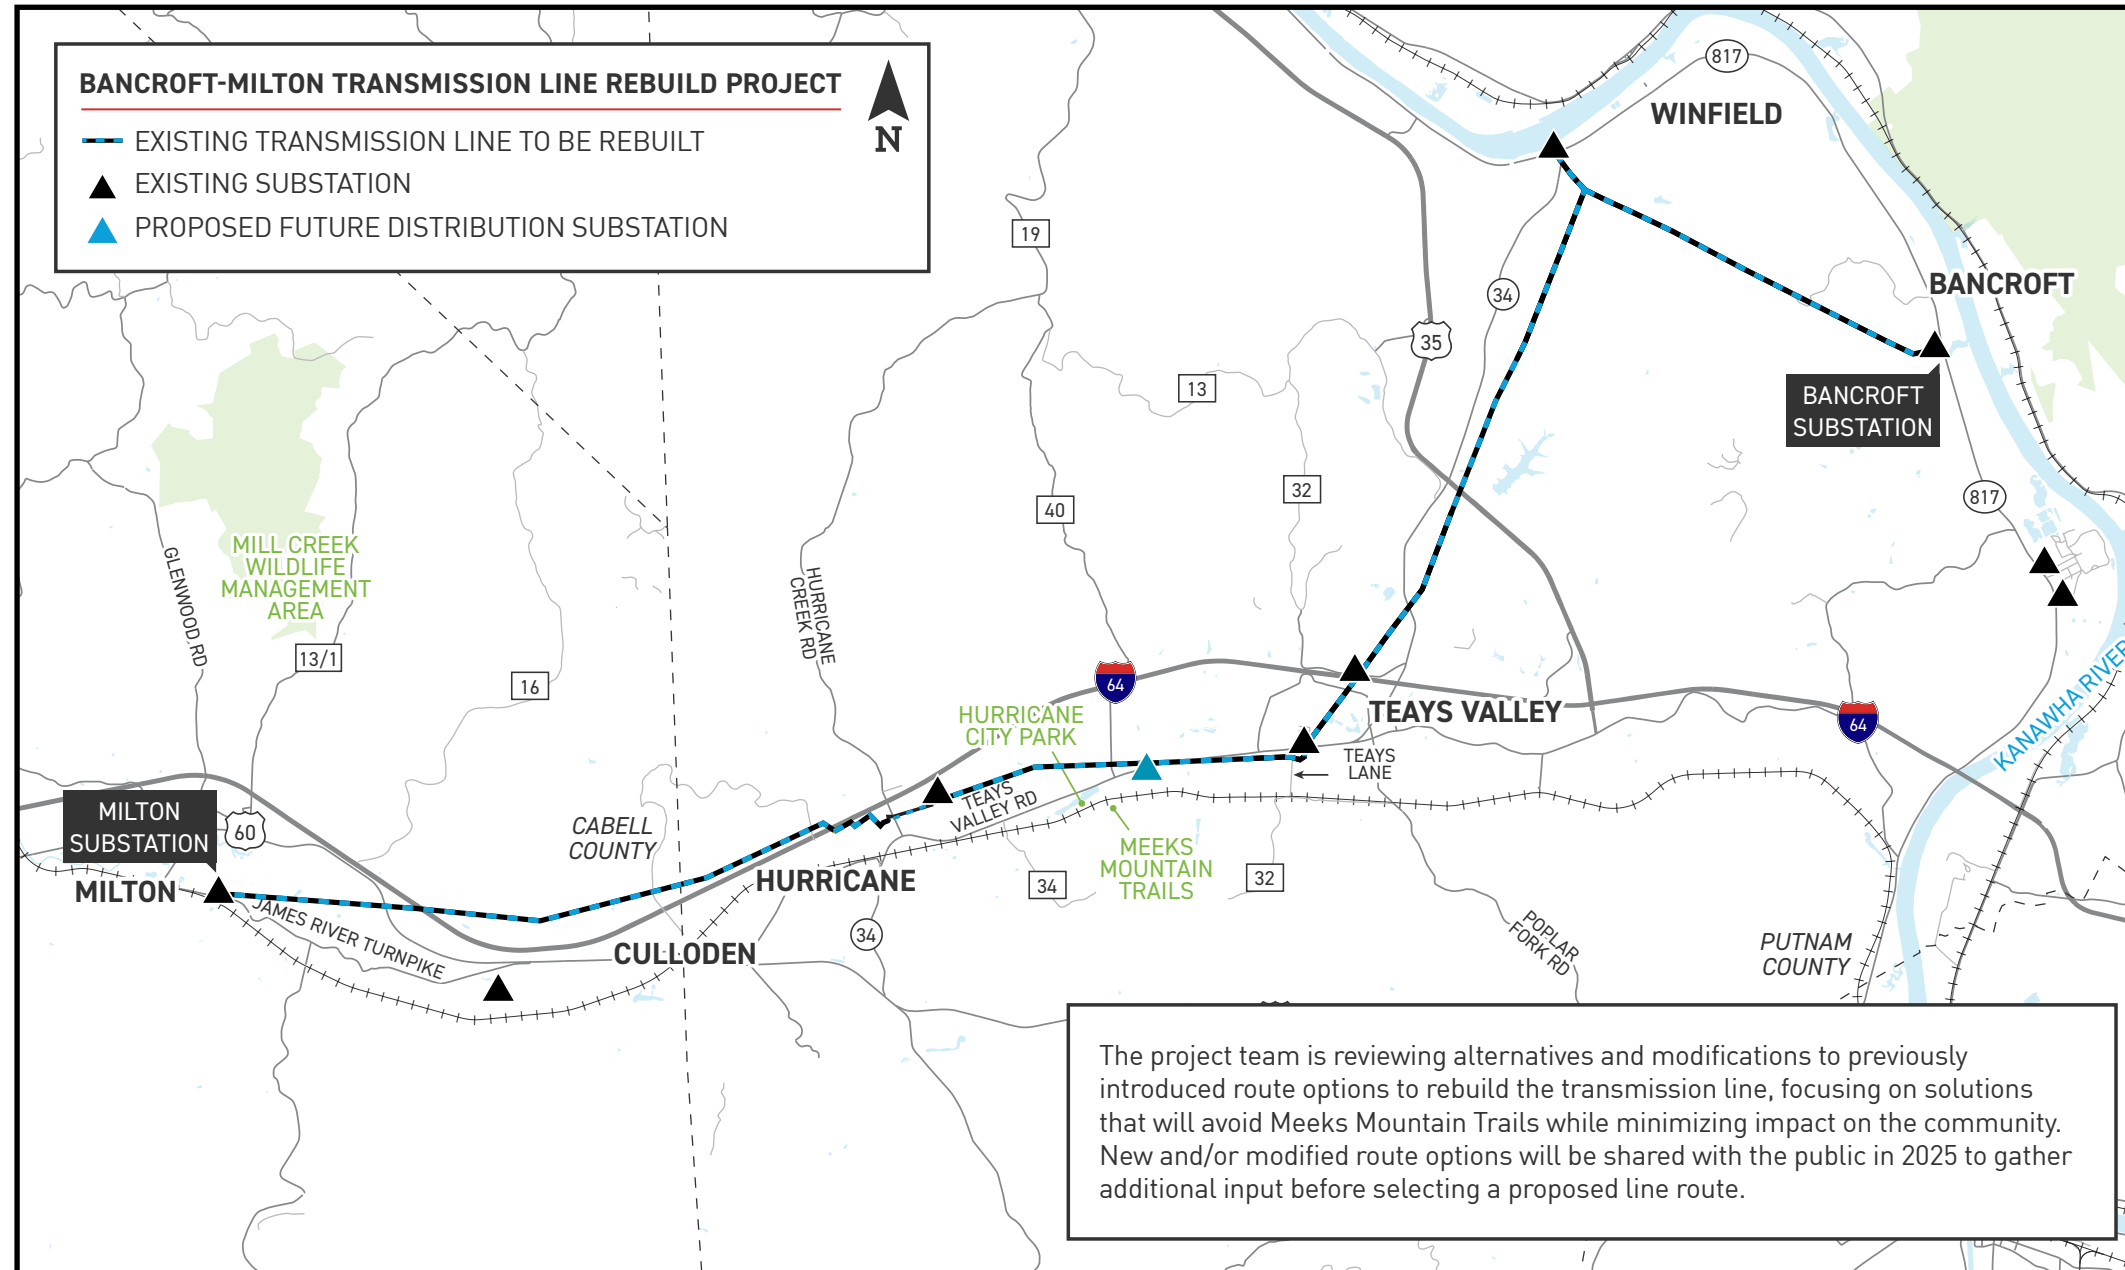 BANCROFT-MILTON TRANSMISSION LINE REBUILD PROJECT
EXISTING TRANSMISSION LINE TO BE REBUILT
EXISTING SUBSTATION
PROPOSED FUTURE DISTRIBUTION SUBSTATION
N
817
WINFIELD
19
34
BANCROFT
35
13
BANCROFT
SUBSTATION
32
40
817
MILL CREEK
WILDLIFE
MANAGEMENT
AREA
GLENWOOD RD
HURRICANE
CREEK RD
13/1
16
64
KANAWHA RIVER
HURRICANE
CITY PARK
TEAYS VALLEY
64
TEAYS
LANE
TEAYS
VALLEY RD
MILTON
SUBSTATION
60
CABELL
COUNTY
MEEKS
MOUNTAIN
TRAILS
HURRICANE
34
32
MILTON
JAMES RIVER TURNPIKE
34
CULLODEN
POPLAR
FORK RD
PUTNAM
COUNTY
The project team is reviewing alternatives and modifications to previously
introduced route options to rebuild the transmission line, focusing on solutions
that will avoid Meeks Mountain Trails while minimizing impact on the community.
New and/or modified route options will be shared with the public in 2025 to gather
additional input before selecting a proposed line route.